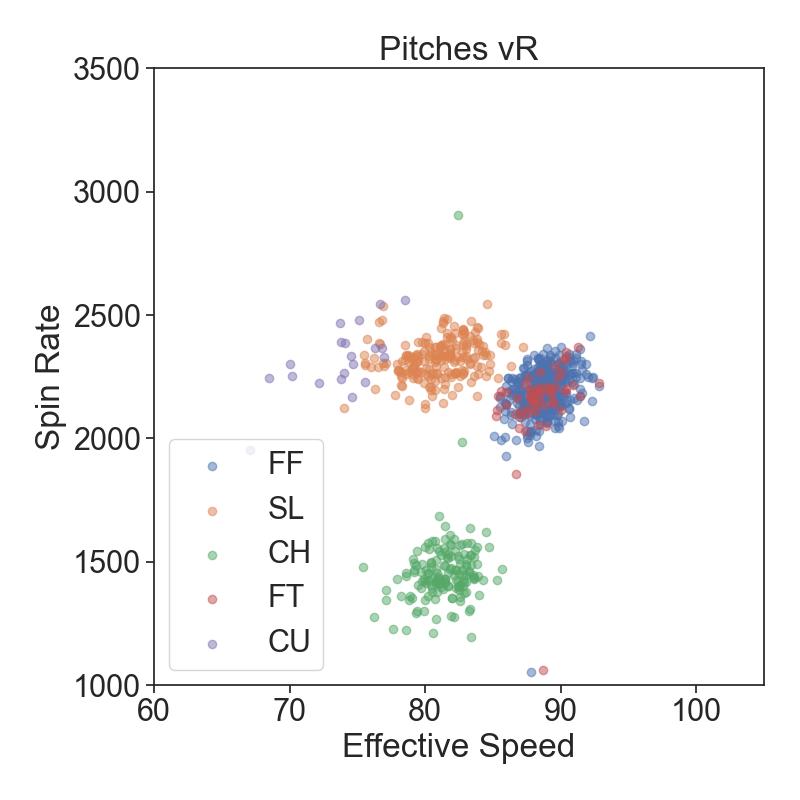 Pitches vR
3500
3000
2500
2000
1500
1000
Spin Rate
FF
SL
CH
FT
CU
60 70 80 90 100
Effective Speed